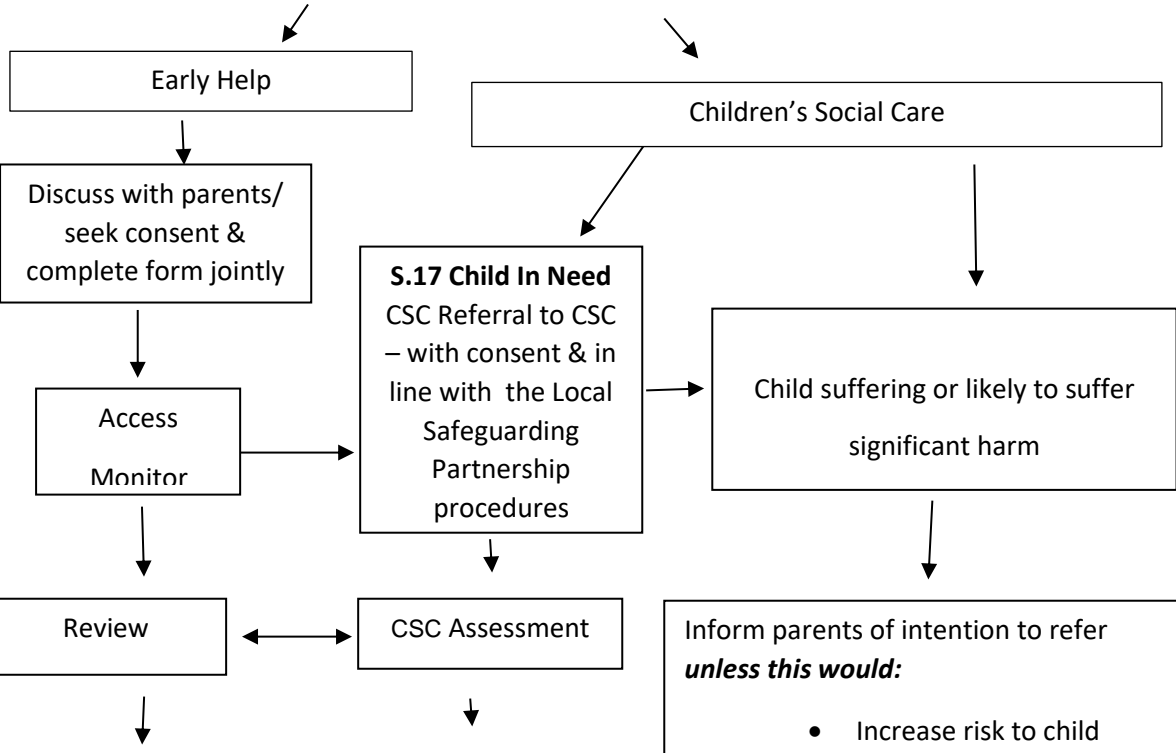 Early Help
Children’s Social Care
Discuss with parents/
seek consent &
complete form jointly
S.17 Child In Need
CSC Referral to CSC
– with consent & in
line with the Local
Safeguarding
Partnership
procedures
Child suffering or likely to suffer
significant harm
Access
Monitor
Review
CSC Assessment
Inform parents of intention to refer
unless this would:
• Increase risk to child